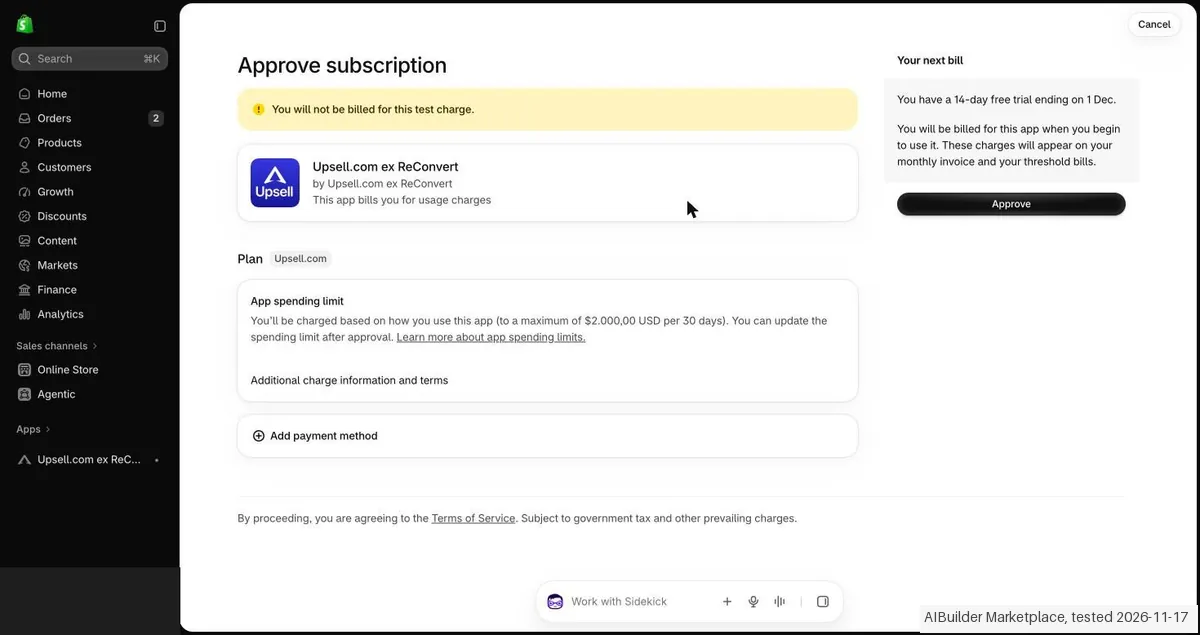 Search ⌘K
Home
Orders 2
Products
Customers
Growth
Discounts
Content
Markets
Finance
Analytics
Sales channels
Online Store
Agentic
Apps
Upsell.com ex ReC...
Cancel
Approve subscription
You will not be billed for this test charge.
Upsell
Upsell.com ex ReConvert
by Upsell.com ex ReConvert
This app bills you for usage charges
Plan Upsell.com
App spending limit
You'll be charged based on how you use this app (to a maximum of $2.000,00 USD per 30 days). You can update the
spending limit after approval. Learn more about app spending limits.
Additional charge information and terms
Add payment method
By proceeding, you are agreeing to the Terms of Service. Subject to government tax and other prevailing charges.
Your next bill
You have a 14-day free trial ending on 1 Dec.
You will be billed for this app when you begin
to use it. These charges will appear on your
monthly invoice and your threshold bills.
Approve
Work with Sidekick
AIBuilder Marketplace, tested 2026-11-17